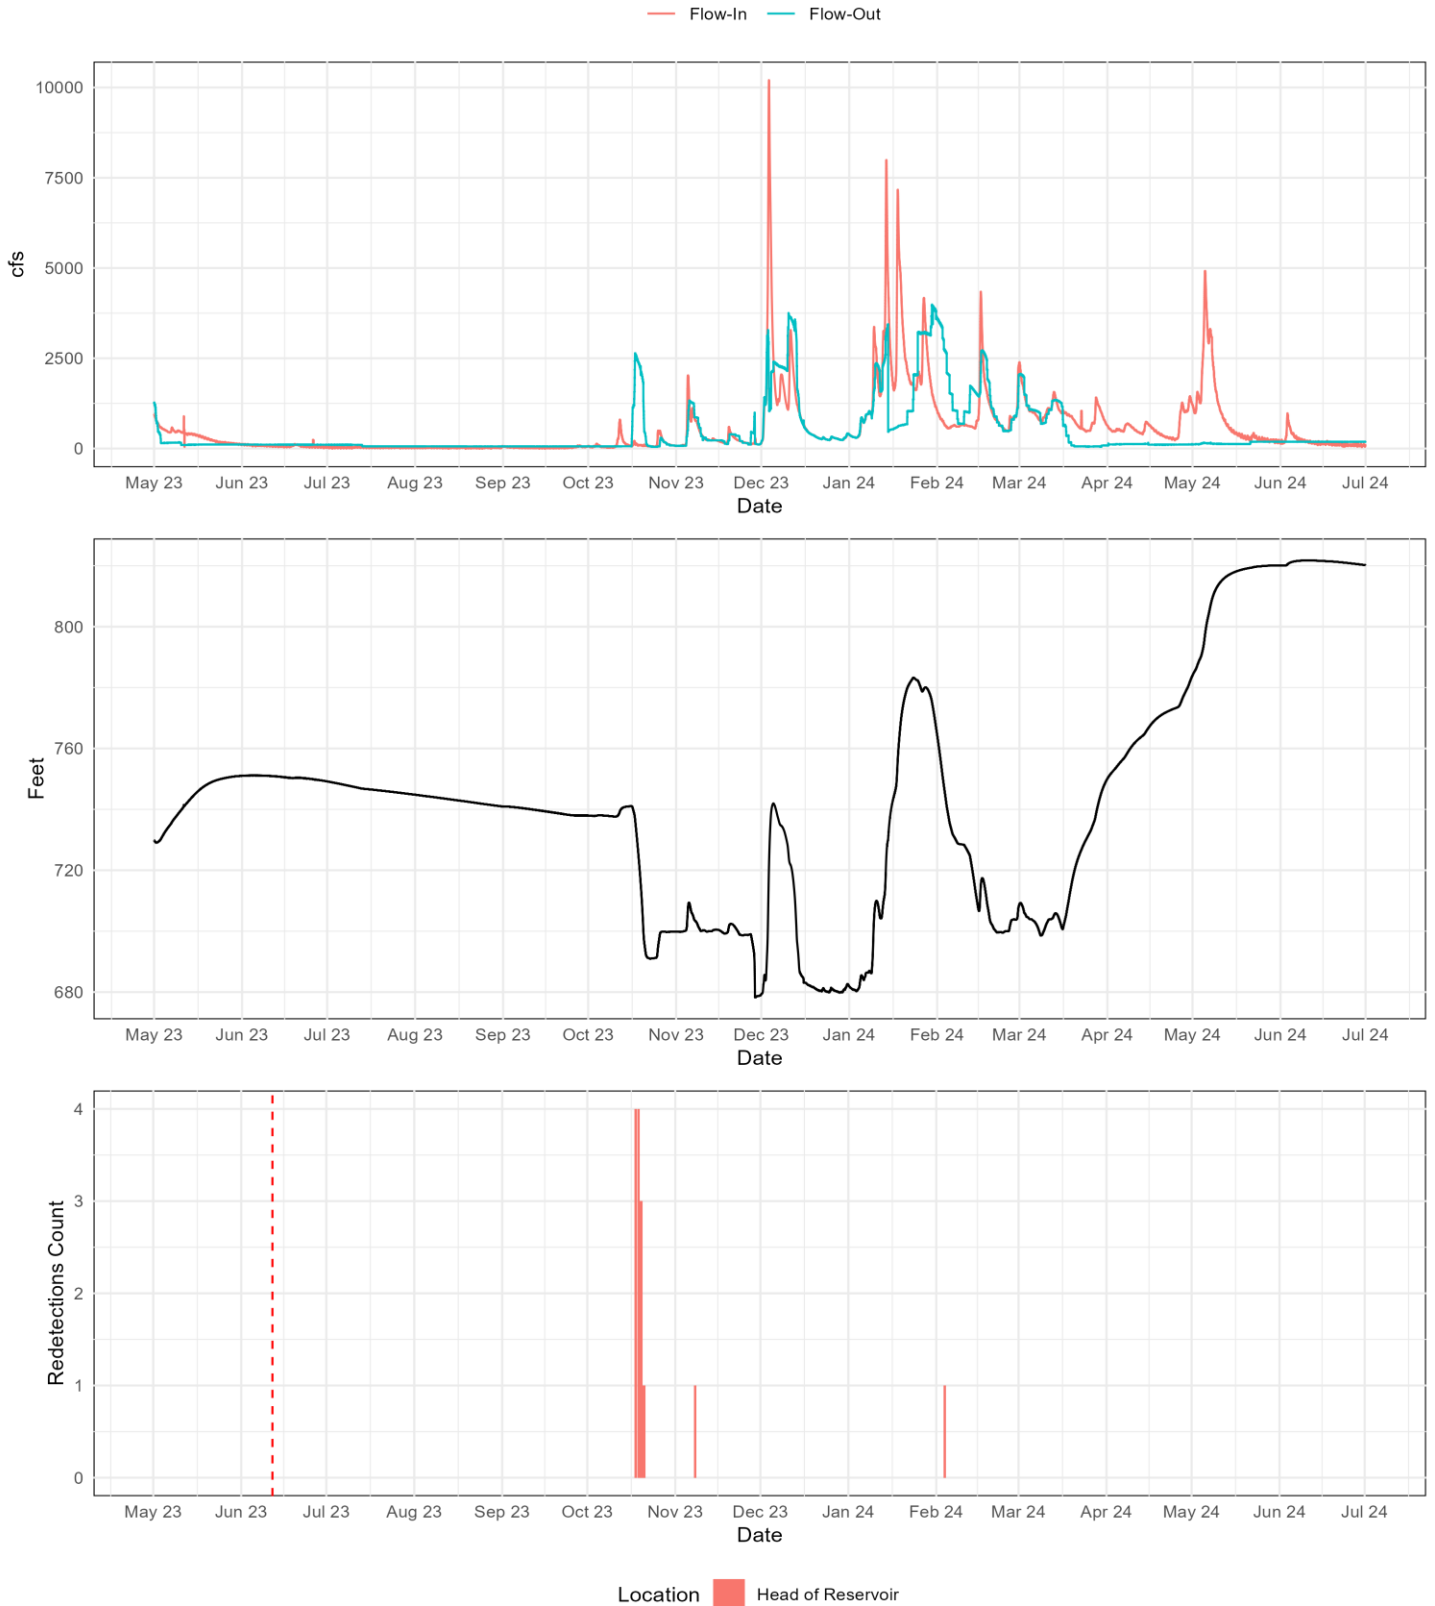 Flow-In Flow-Out
10000
7500
5000
2500
0
cfs
May 23 Jun 23 Jul 23 Aug 23 Sep 23 Oct 23 Nov 23 Dec 23 Jan 24 Feb 24 Mar 24 Apr 24 May 24 Jun 24 Jul 24
Date
800
760
720
680
Feet
May 23 Jun 23 Jul 23 Aug 23 Sep 23 Oct 23 Nov 23 Dec 23 Jan 24 Feb 24 Mar 24 Apr 24 May 24 Jun 24 Jul 24
Date
4
3
2
1
0
Redetections Count
May 23 Jun 23 Jul 23 Aug 23 Sep 23 Oct 23 Nov 23 Dec 23 Jan 24 Feb 24 Mar 24 Apr 24 May 24 Jun 24 Jul 24
Date
Location Head of Reservoir